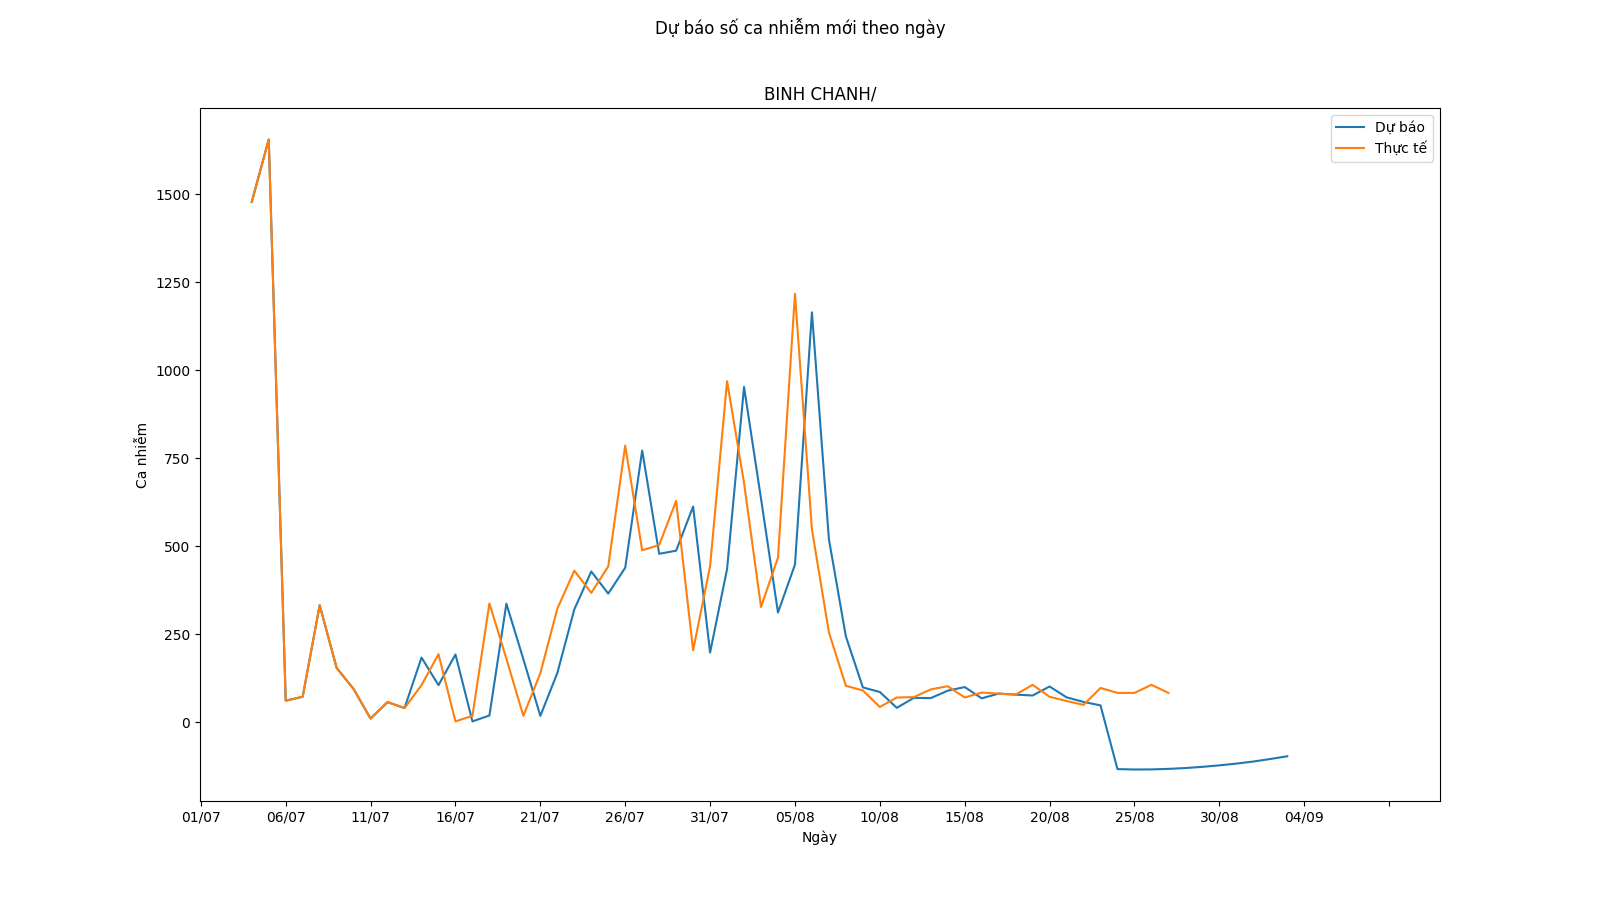 Dự báo số ca nhiễm mới theo ngày
BINH CHANH/
Dự báo
Thực tế
1500
1250
1000
750
500
250
0
Ca nhiễm
01/07 06/07 11/07 16/07 21/07 26/07 31/07 05/08 10/08 15/08 20/08 25/08 30/08 04/09
Ngày